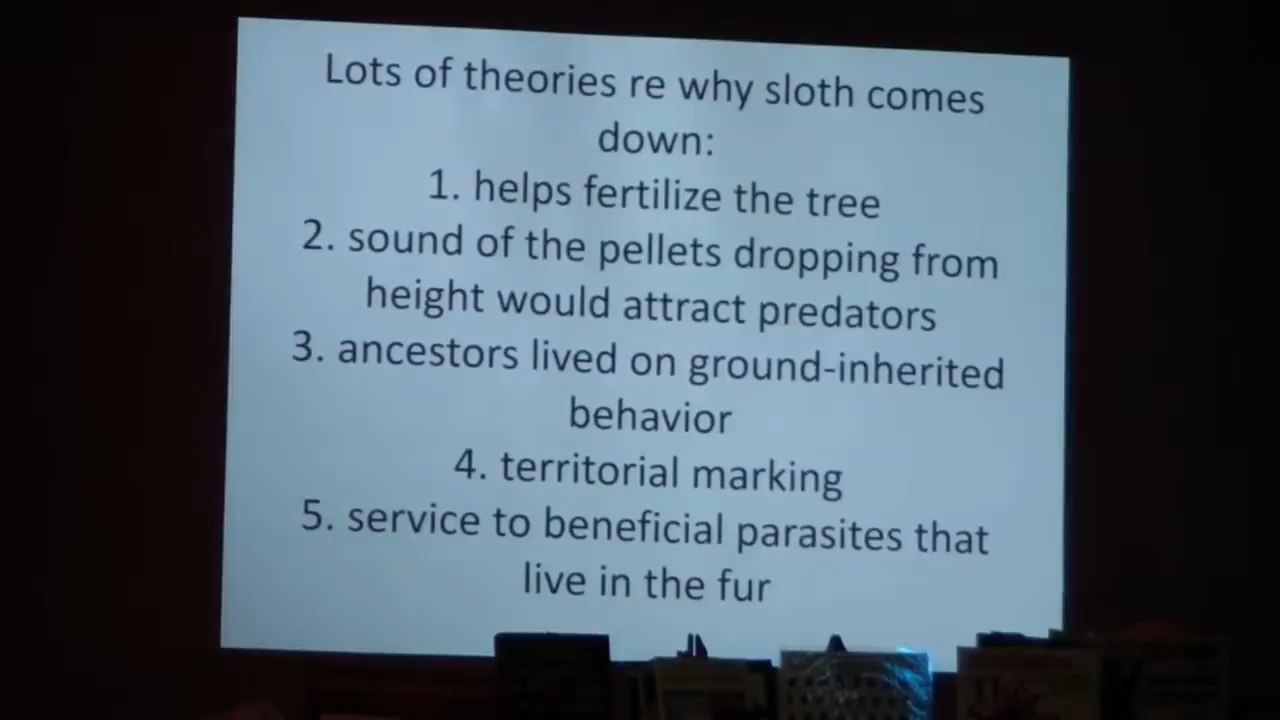 Lots of theories re why sloth comes
down:
1. helps fertilize the tree
2. sound of the pellets dropping from
height would attract predators
3. ancestors lived on ground-inherited
behavior
4. territorial marking
5. service to beneficial parasites that
live in the fur